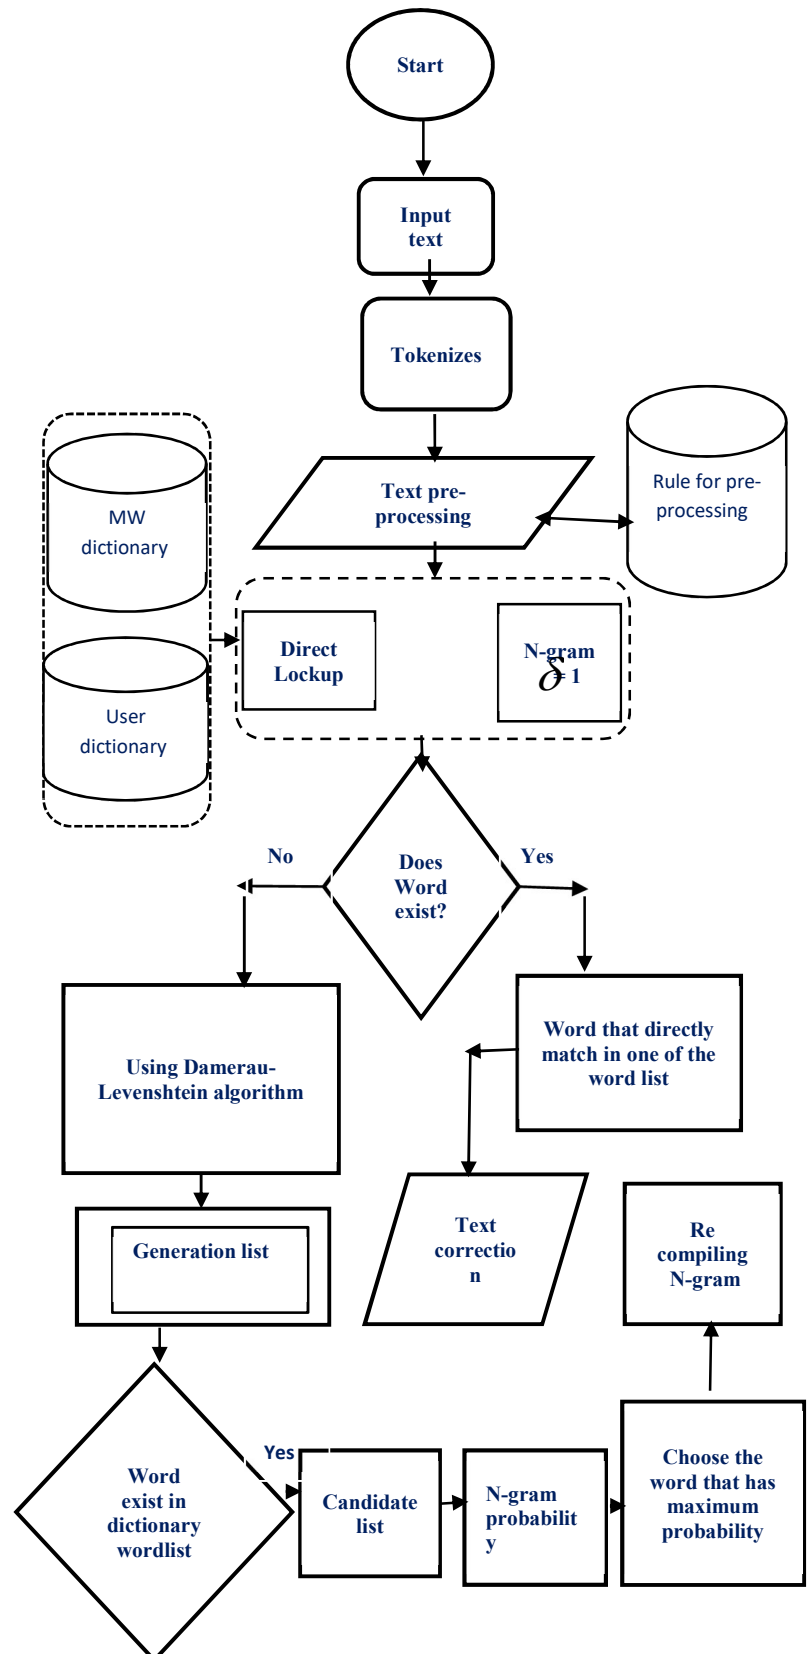 Start
Input
text
Tokenizes
Text pre-
processing
Rule for pre-
processing
MW
dictionary
User
dictionary
Direct
Lockup
N-gram
δ = 1
Does
Word
exist?
No
Yes
Using Damerau-
Levenshtein algorithm
Word that directly
match in one of the
word list
Generation list
Text
correctio
n
Re
compiling
N-gram
Word
exist in
dictionary
wordlist
Yes
Candidate
list
N-gram
probabilit
y
Choose the
word that has
maximum
probability